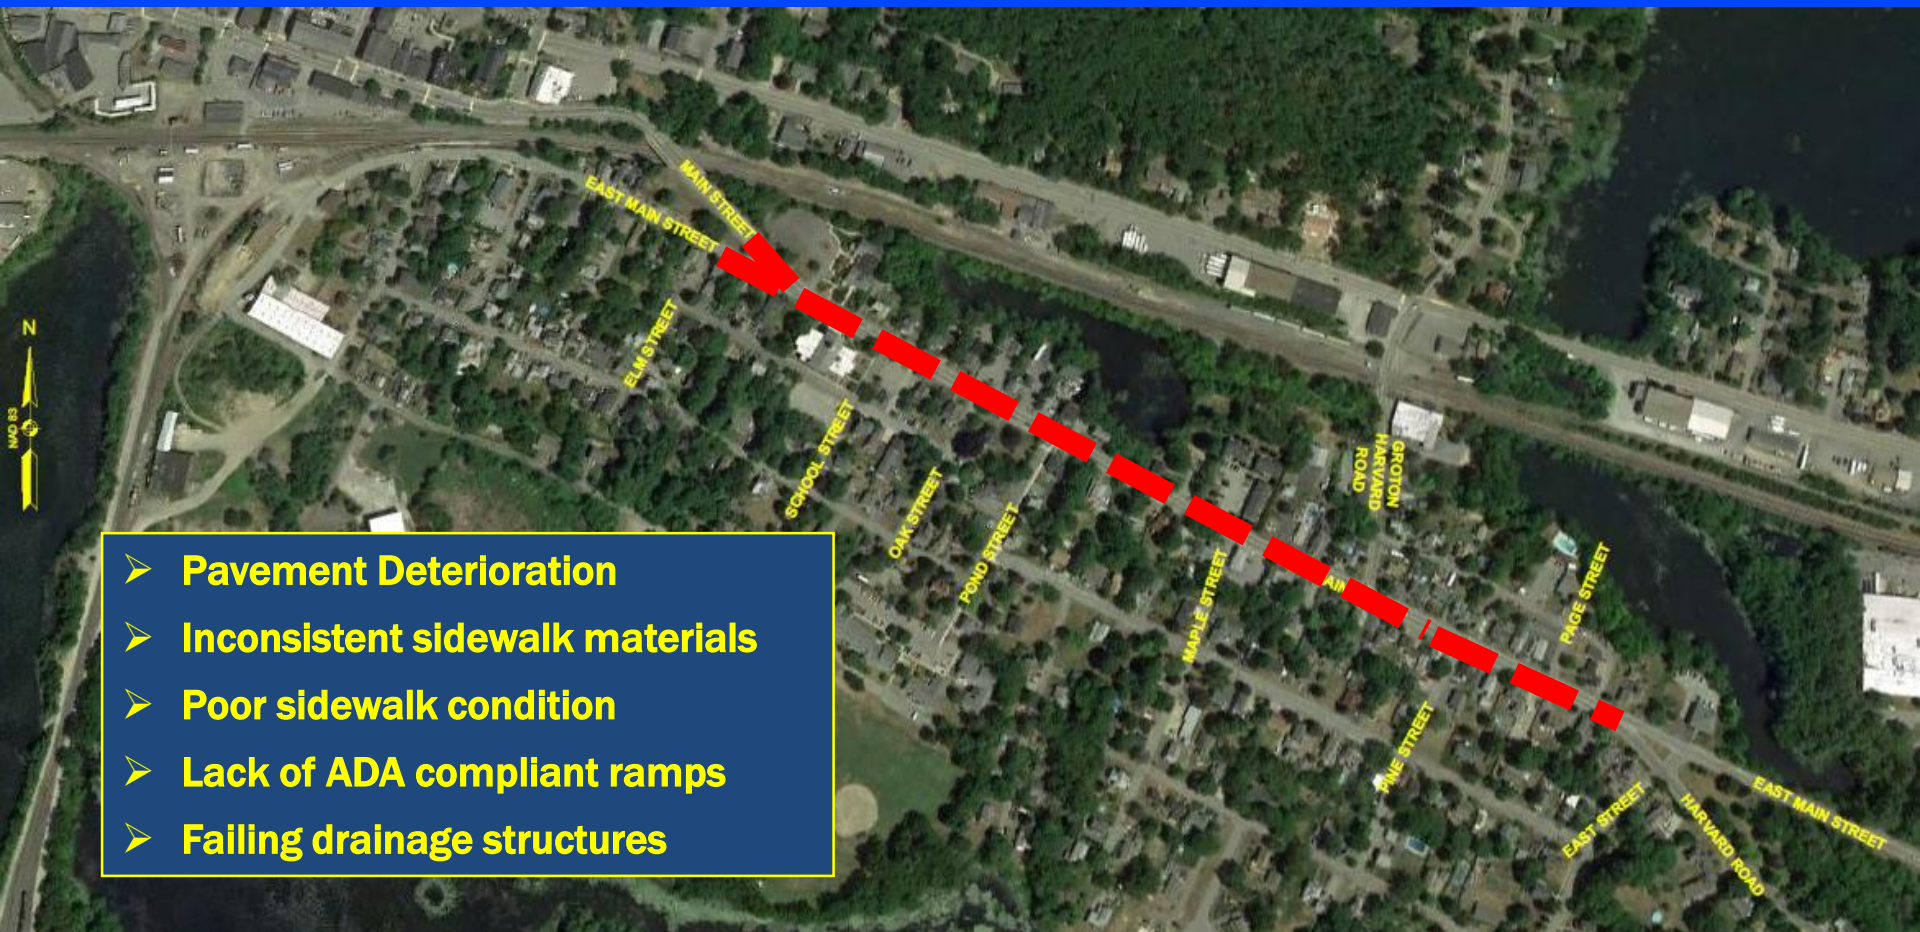 MAIN STREET
EAST MAIN STREET
N
NAD 83
ELM STREET
SCHOOL STREET
OAK STREET
POND STREET
MAPLE STREET
GROTON
HARVARD
ROAD
PAGE STREET
PINE STREET
EAST STREET
HARVARD ROAD
EAST MAIN STREET
➢ Pavement Deterioration
➢ Inconsistent sidewalk materials
➢ Poor sidewalk condition
➢ Lack of ADA compliant ramps
➢ Failing drainage structures